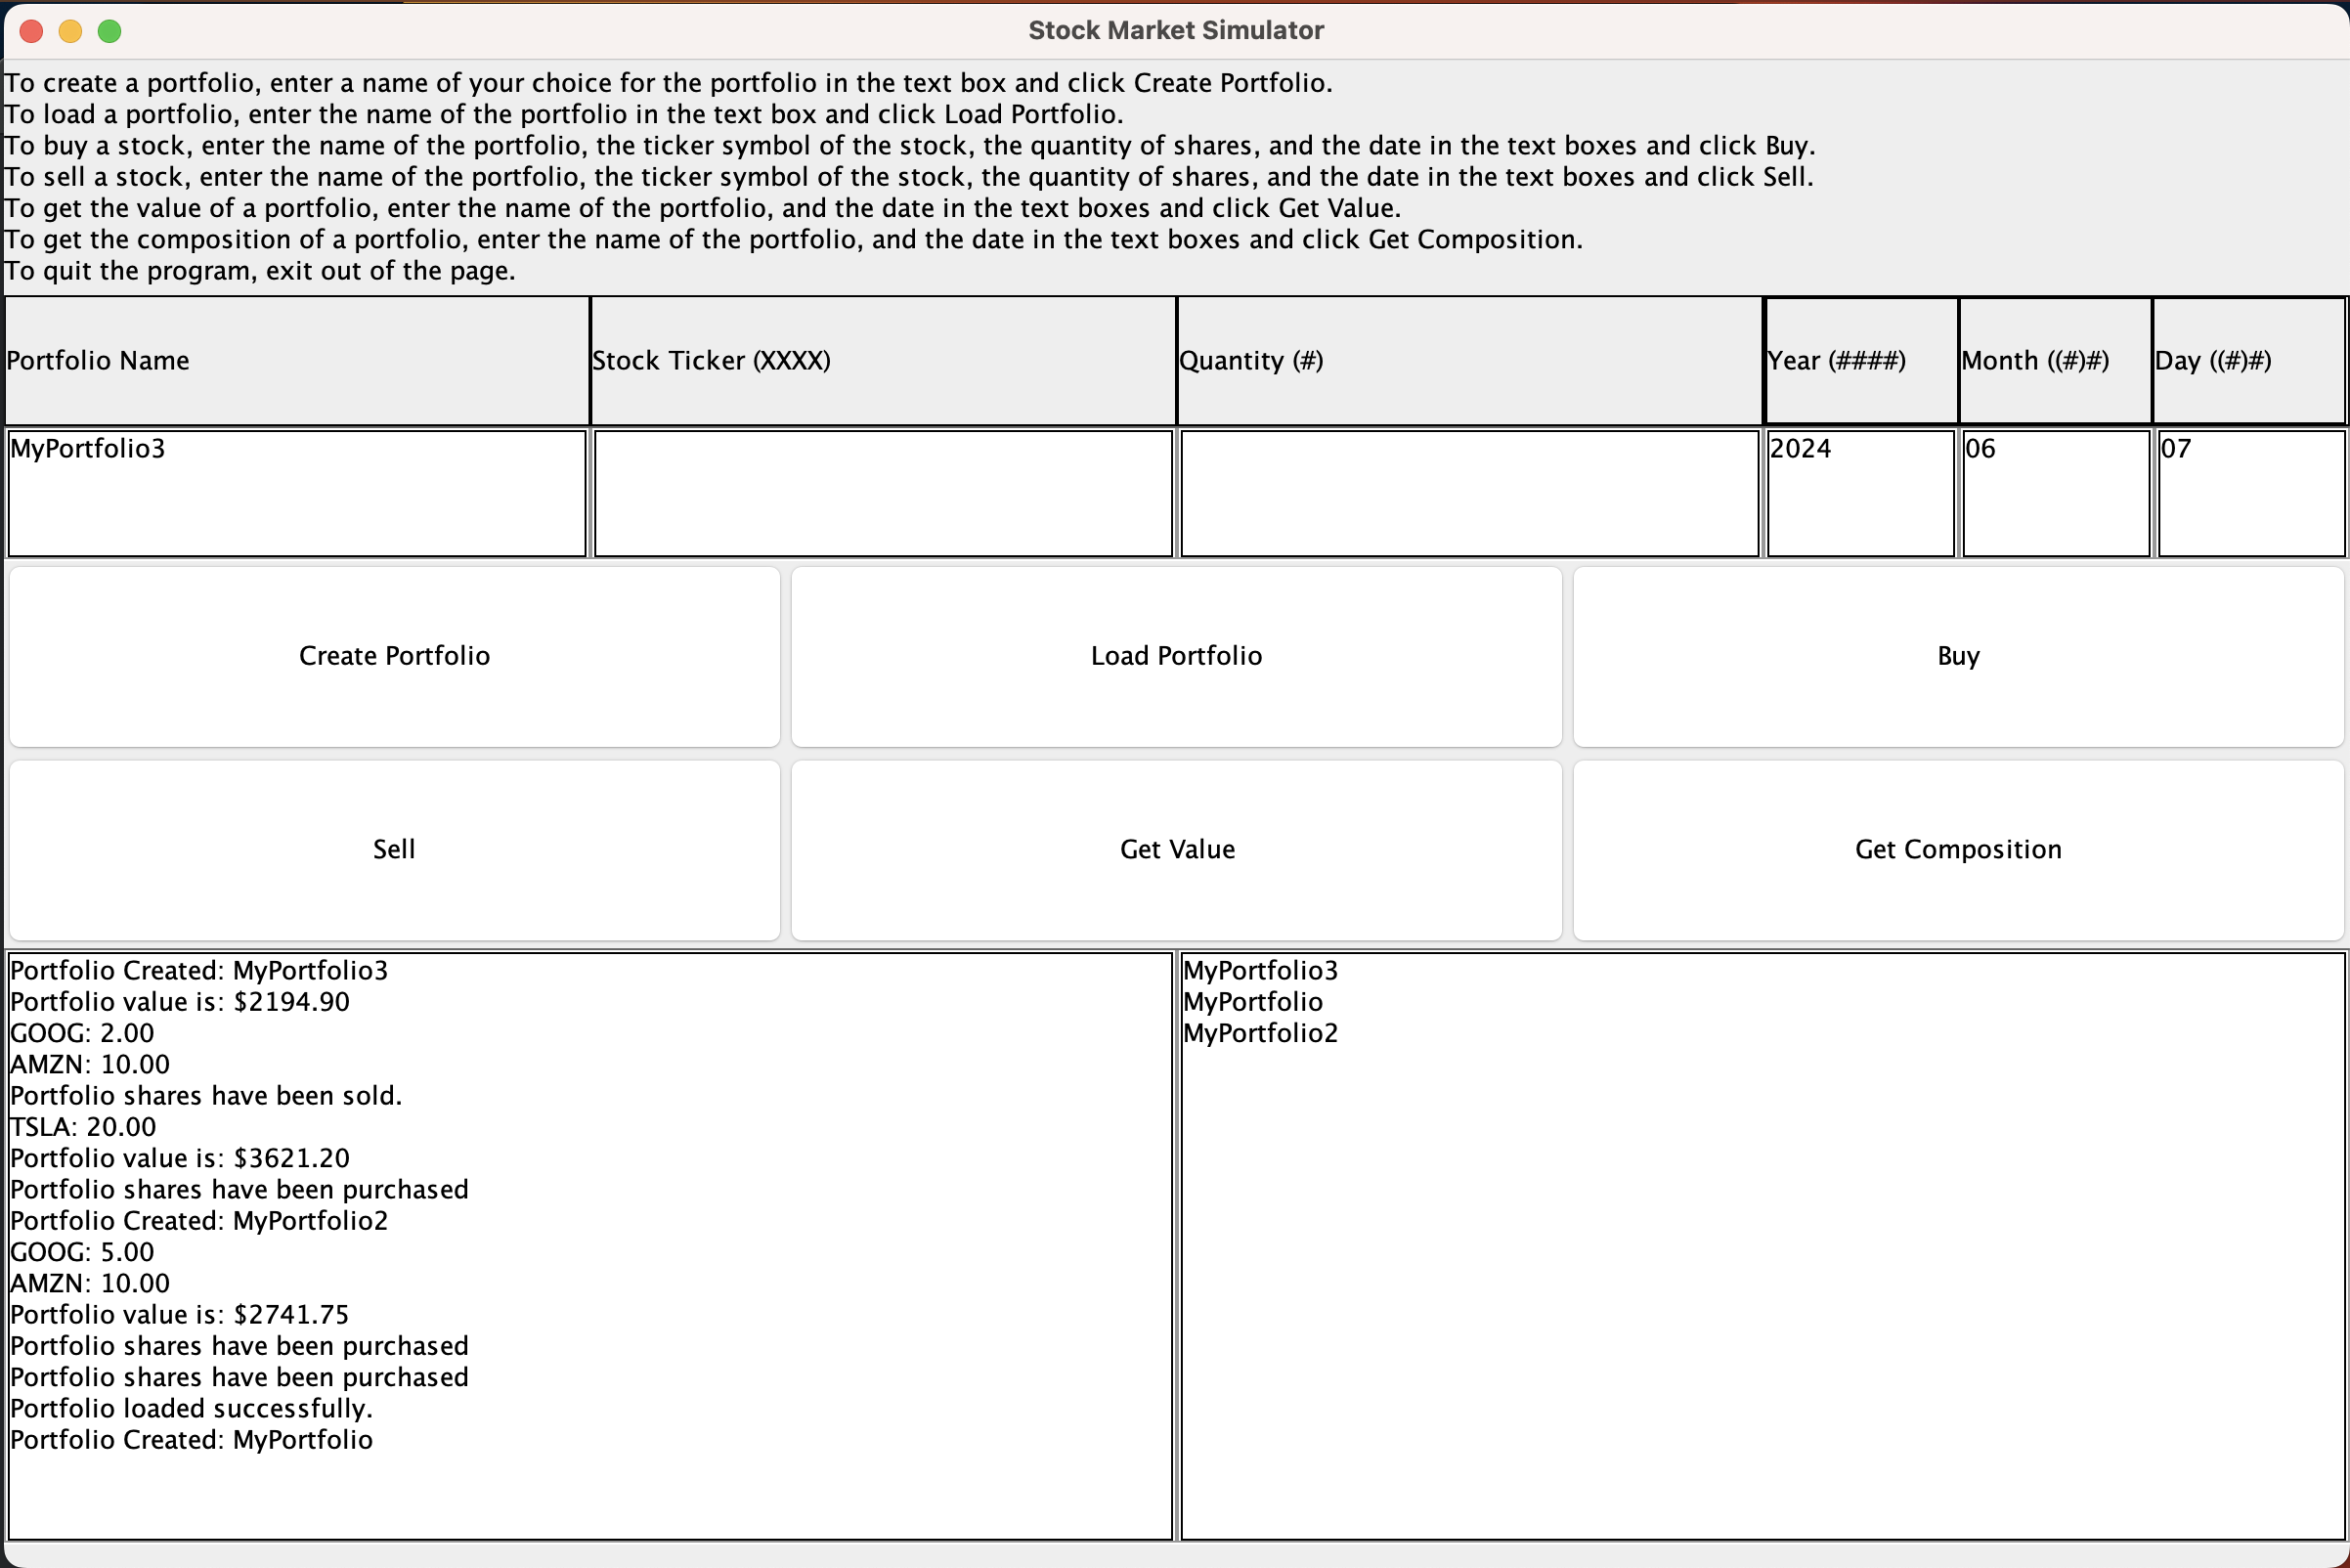 Stock Market Simulator
To create a portfolio, enter a name of your choice for the portfolio in the text box and click Create Portfolio.
To load a portfolio, enter the name of the portfolio in the text box and click Load Portfolio.
To buy a stock, enter the name of the portfolio, the ticker symbol of the stock, the quantity of shares, and the date in the text boxes and click Buy.
To sell a stock, enter the name of the portfolio, the ticker symbol of the stock, the quantity of shares, and the date in the text boxes and click Sell.
To get the value of a portfolio, enter the name of the portfolio, and the date in the text boxes and click Get Value.
To get the composition of a portfolio, enter the name of the portfolio, and the date in the text boxes and click Get Composition.
To quit the program, exit out of the page.
Portfolio Name
Stock Ticker (XXXX)
Quantity (#)
Year (####)
Month ((#)#)
Day ((#)#)
MyPortfolio3
2024
06
07
Create Portfolio
Load Portfolio
Buy
Sell
Get Value
Get Composition
Portfolio Created: MyPortfolio3
Portfolio value is: $2194.90
GOOG: 2.00
AMZN: 10.00
Portfolio shares have been sold.
TSLA: 20.00
Portfolio value is: $3621.20
Portfolio shares have been purchased
Portfolio Created: MyPortfolio2
GOOG: 5.00
AMZN: 10.00
Portfolio value is: $2741.75
Portfolio shares have been purchased
Portfolio shares have been purchased
Portfolio loaded successfully.
Portfolio Created: MyPortfolio
MyPortfolio3
MyPortfolio
MyPortfolio2